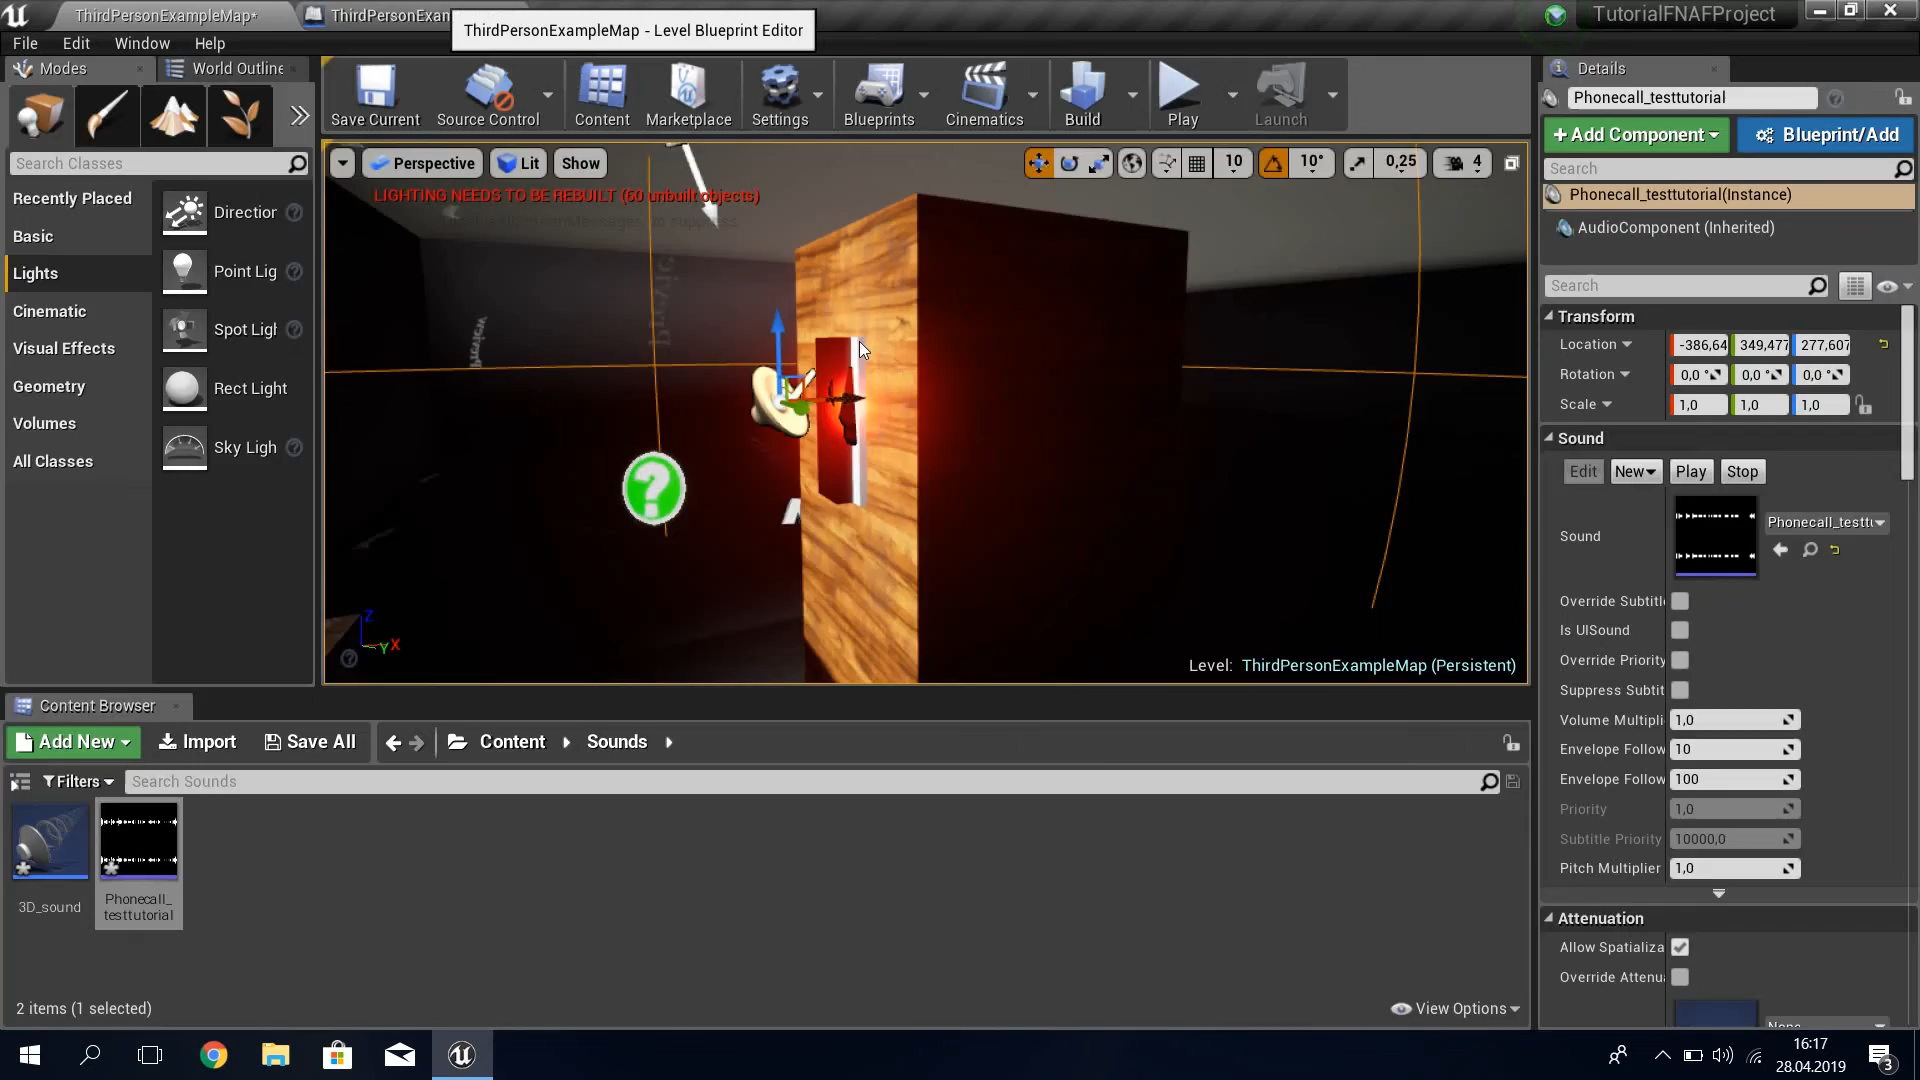 ThirdPersonExampleMap*
ThirdPersonExan
ThirdPersonExampleMap - Level Blueprint Editor
TutorialFNAFProject
File
Edit
Window
Help
Modes
World Outline
Save Current
Source Control
Content
Marketplace
Settings
Blueprints
Cinematics
Build
Play
Launch
Details
Phonecall_testtutorial
+Add Component
Blueprint/Add
Search
Phonecall_testtutorial(Instance)
AudioComponent (Inherited)
Search
Search Classes
Recently Placed
Basic
Lights
Cinematic
Visual Effects
Geometry
Volumes
All Classes
Direction
Point Lig
Spot Ligh
Rect Light
Sky Ligh
Perspective
Lit
Show
10
10°
0,25
4
LIGHTING NEEDS TO BE REBUILT (60 unbuilt objects)
Z
Y X
Level: ThirdPersonExampleMap (Persistent)
Transform
Location
-386,64
349,477
277,607
Rotation
0,0 °
0,0 °
0,0 °
Scale
1,0
1,0
1,0
Sound
Edit
New
Play
Stop
Sound
Phonecall_testtu
Override Subtitle
Is UISound
Override Priority
Suppress Subtit
Volume Multipli
1,0
Envelope Follow
10
Envelope Follow
100
Priority
1,0
Subtitle Priority
10000,0
Pitch Multiplier
1,0
Attenuation
Allow Spatializa
Override Attenua
None
Content Browser
Add New
Import
Save All
Content
Sounds
Filters
Search Sounds
3D_sound
Phonecall_
testtutorial
2 items (1 selected)
View Options
16:17
28.04.2019
3